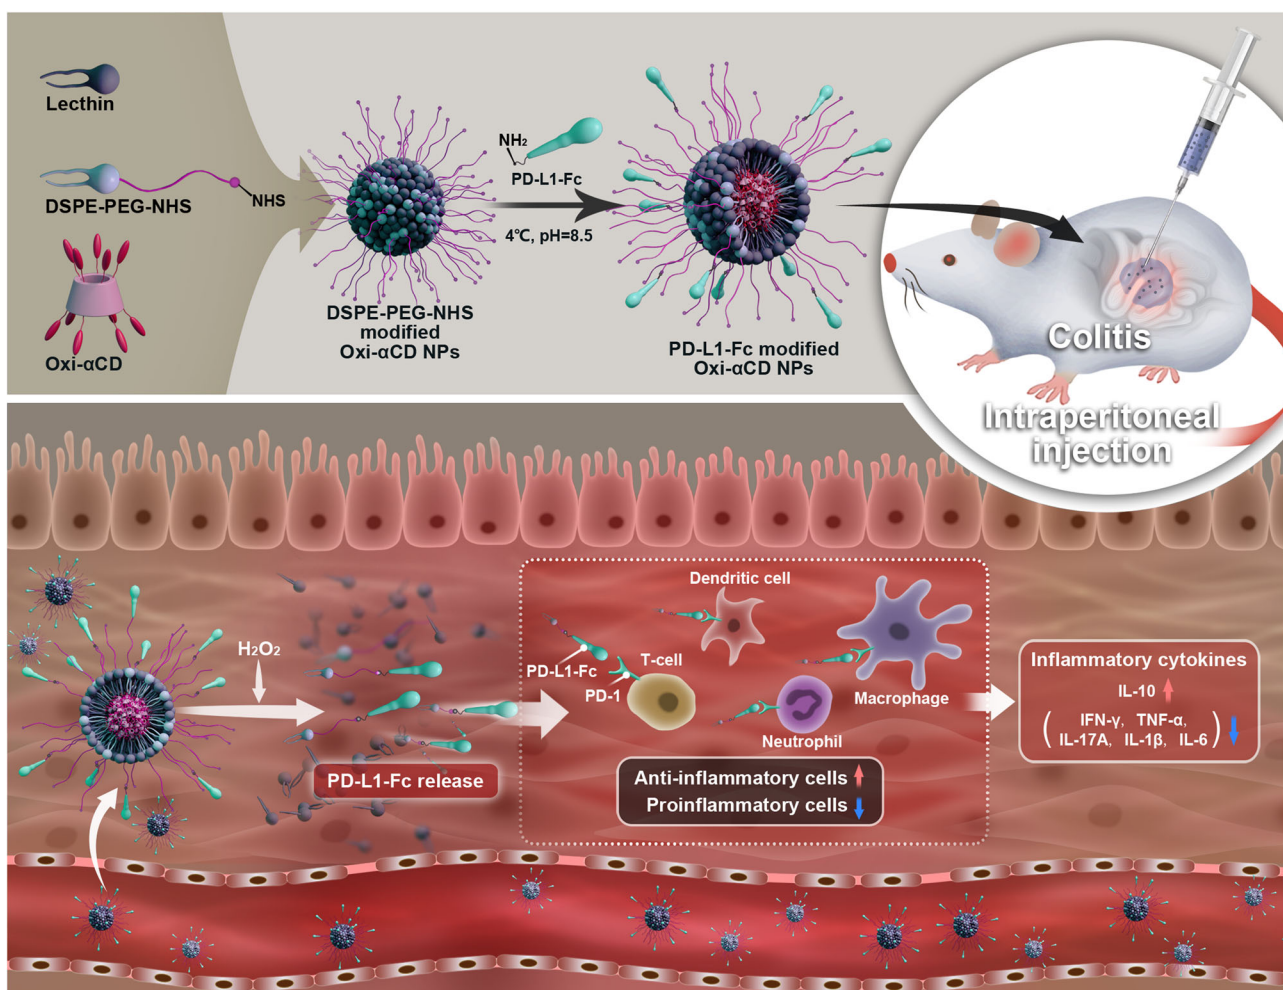 Lecthin
DSPE-PEG-NHS
NHS
Oxi-αCD
DSPE-PEG-NHS
modified
Oxi-αCD NPs
NH₂
PD-L1-Fc
4℃, pH=8.5
PD-L1-Fc modified
Oxi-αCD NPs
Colitis
Intraperitoneal
injection
H₂O₂
PD-L1-Fc release
Dendritic cell
PD-L1-Fc
T-cell
PD-1
Macrophage
Neutrophil
Anti-inflammatory cells
Proinflammatory cells
Inflammatory cytokines
IL-10
( IFN-γ, TNF-α,
IL-17A, IL-1β, IL-6 )